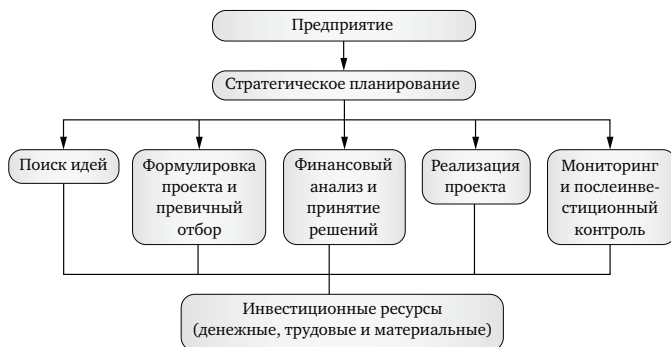 Предприятие
Стратегическое планирование
Поиск идей
Формулировка
проекта и
превичный
отбор
Финансовый
анализ и
принятие
решений
Реализация
проекта
Мониторинг
и послеинве-
стиционный
контроль
Инвестиционные ресурсы
(денежные, трудовые и материальные)